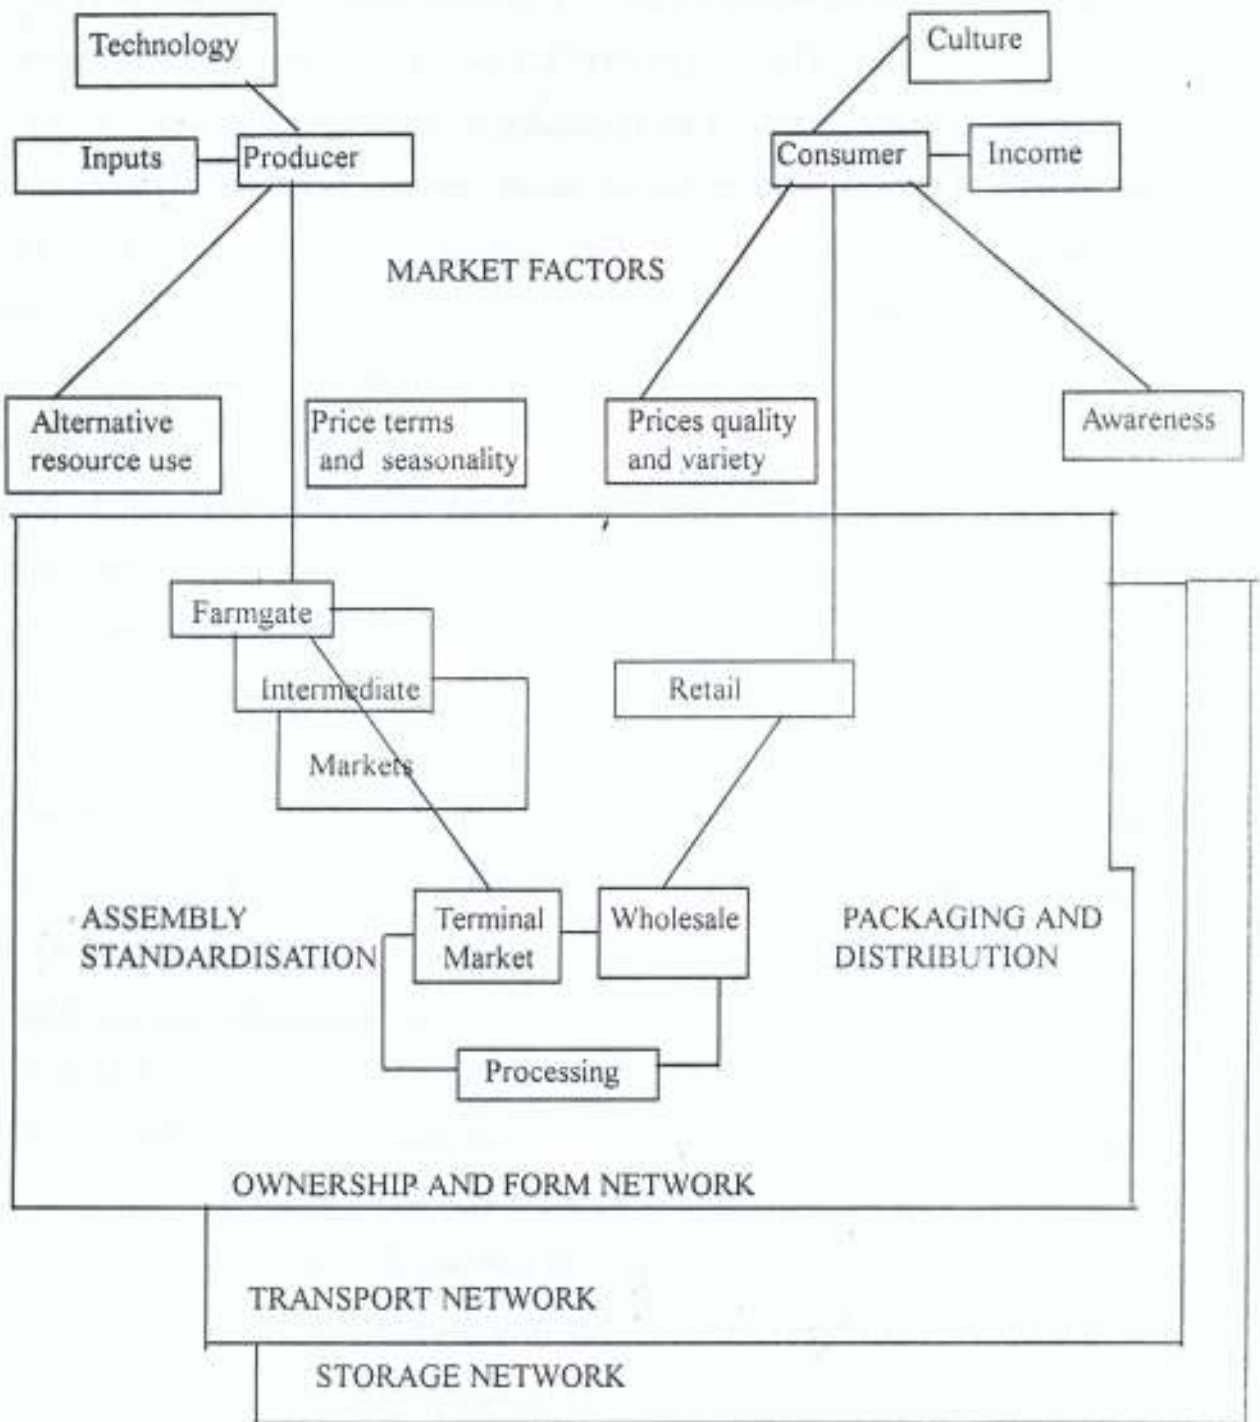 Technology
Culture
Inputs
Producer
Consumer
Income
MARKET FACTORS
Alternative
resource use
Price terms
and seasonality
Prices quality
and variety
Awareness
Farmgate
Intermediate
Markets
Retail
ASSEMBLY
STANDARDISATION
Terminal
Market
Wholesale
PACKAGING AND
DISTRIBUTION
Processing
OWNERSHIP AND FORM NETWORK
TRANSPORT NETWORK
STORAGE NETWORK